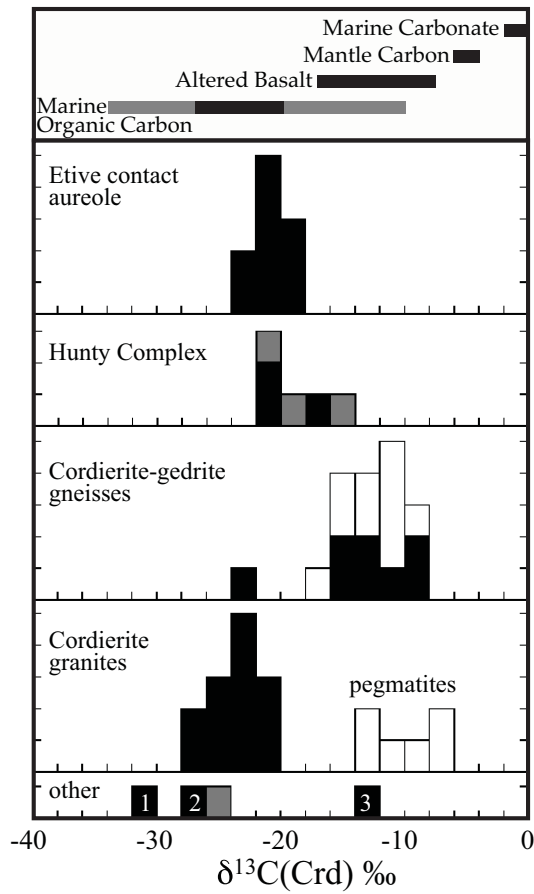 Marine Carbonate
Mantle Carbon
Altered Basalt
Marine
Organic Carbon
Etive contact
aureole
Hunty Complex
Cordierite-gedrite
gneisses
Cordierite
granites
pegmatites
other
1 2 3
-40 -30 -20 -10 0
δ¹³C(Crd) ‰